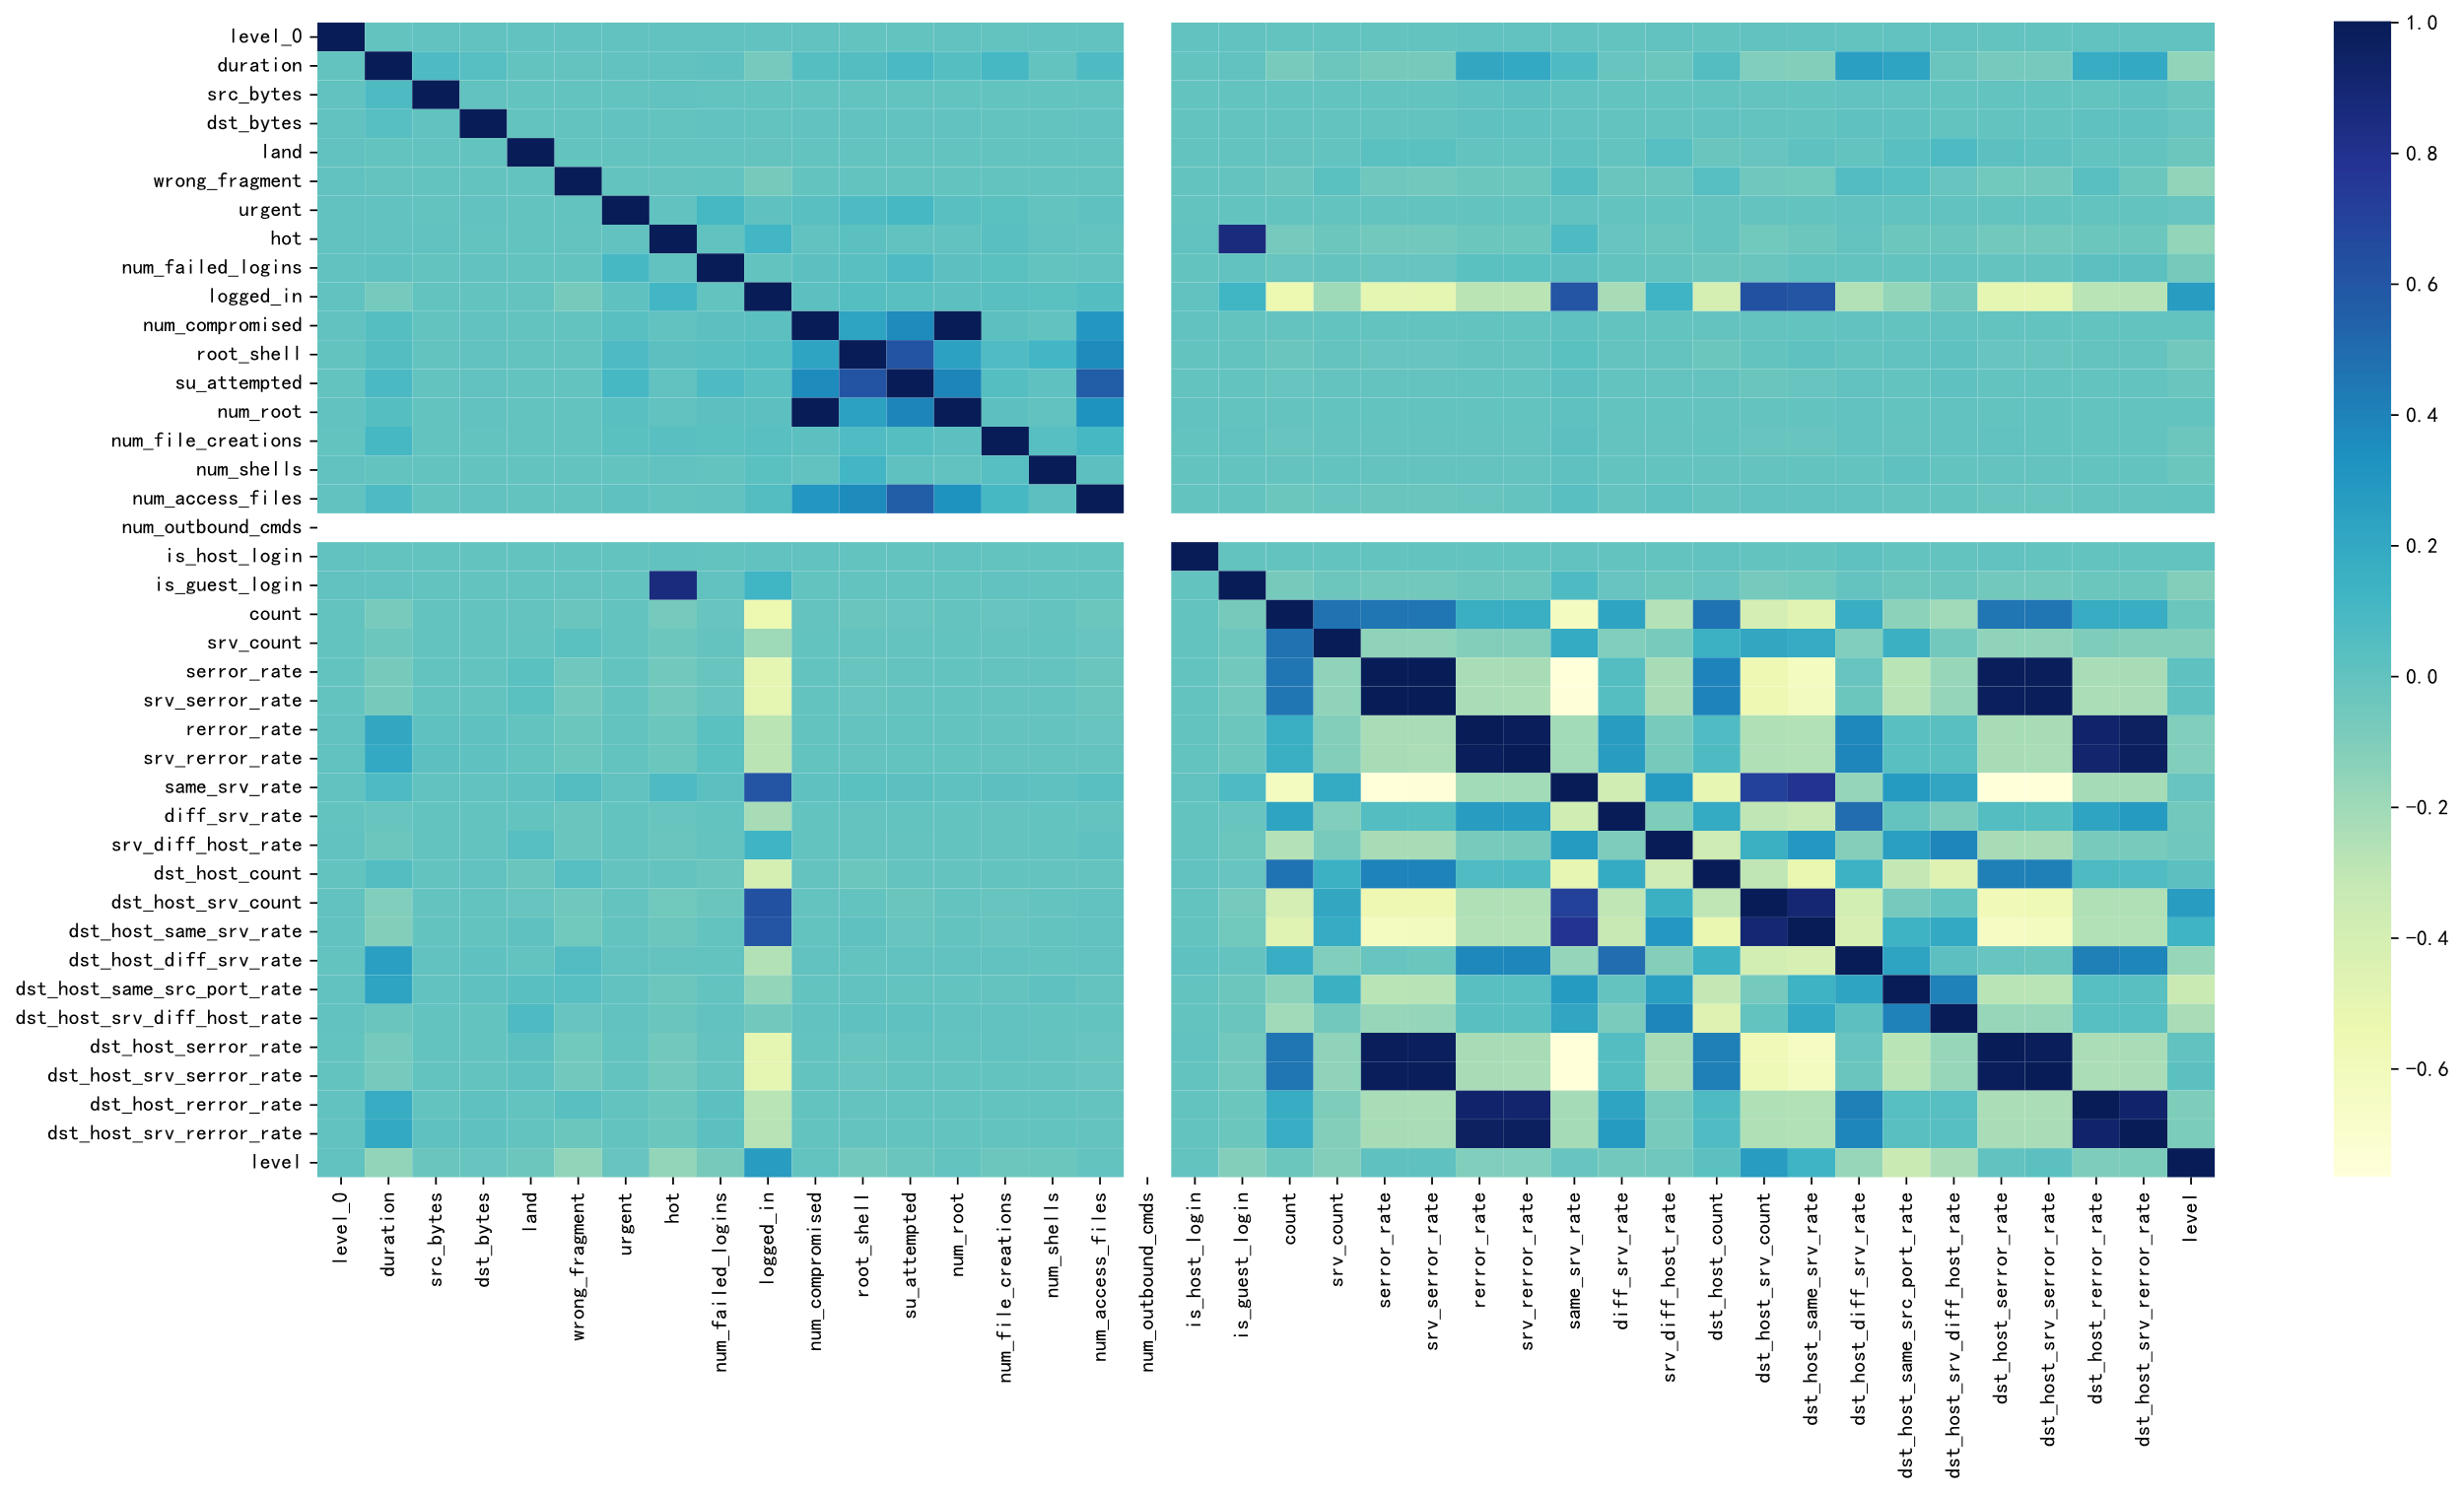 level_0
duration
src_bytes
dst_bytes
land
wrong_fragment
urgent
hot
num_failed_logins
logged_in
num_compromised
root_shell
su_attempted
num_root
num_file_creations
num_shells
num_access_files
num_outbound_cmds
is_host_login
is_guest_login
count
srv_count
serror_rate
srv_serror_rate
rerror_rate
srv_rerror_rate
same_srv_rate
diff_srv_rate
srv_diff_host_rate
dst_host_count
dst_host_srv_count
dst_host_same_srv_rate
dst_host_diff_srv_rate
dst_host_same_src_port_rate
dst_host_srv_diff_host_rate
dst_host_serror_rate
dst_host_srv_serror_rate
dst_host_rerror_rate
dst_host_srv_rerror_rate
level
level_0
duration
src_bytes
dst_bytes
land
wrong_fragment
urgent
hot
num_failed_logins
logged_in
num_compromised
root_shell
su_attempted
num_root
num_file_creations
num_shells
num_access_files
num_outbound_cmds
is_host_login
is_guest_login
count
srv_count
serror_rate
srv_serror_rate
rerror_rate
srv_rerror_rate
same_srv_rate
diff_srv_rate
srv_diff_host_rate
dst_host_count
dst_host_srv_count
dst_host_same_srv_rate
dst_host_diff_srv_rate
dst_host_same_src_port_rate
dst_host_srv_diff_host_rate
dst_host_serror_rate
dst_host_srv_serror_rate
dst_host_rerror_rate
dst_host_srv_rerror_rate
level
1.0
0.8
0.6
0.4
0.2
0.0
−0.2
−0.4
−0.6